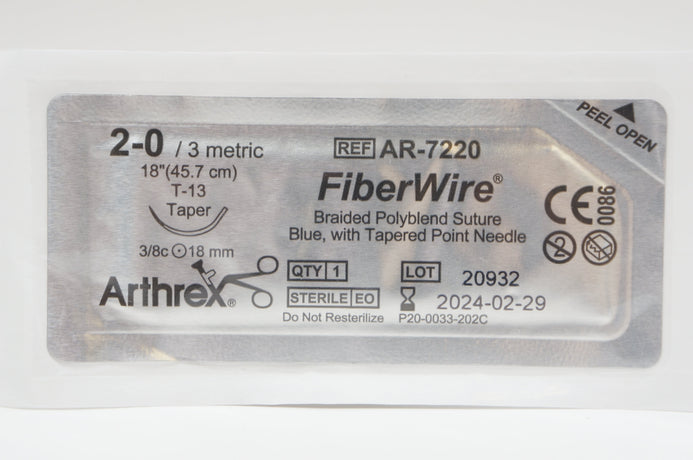 PEEL OPEN
2-0 / 3 metric
18"(45.7 cm)
T-13
Taper
3/8c 18 mm
Arthrex®
REF AR-7220
FiberWire®
Braided Polyblend Suture
Blue, with Tapered Point Needle
CE 0086
2
QTY 1
LOT 20932
STERILE EO
2024-02-29
Do Not Resterilize
P20-0033-202C